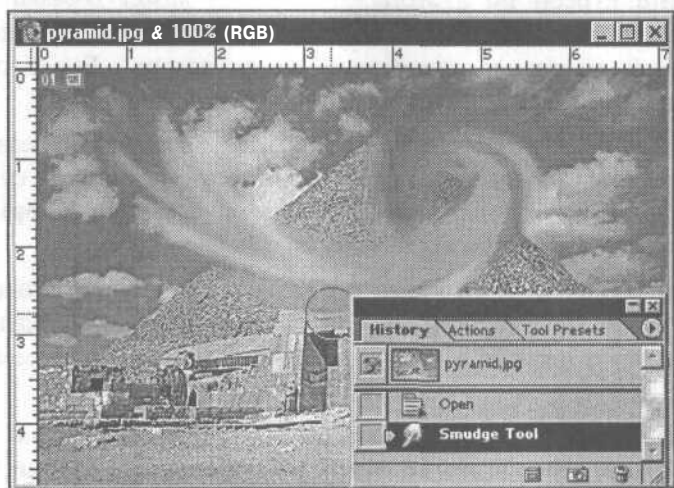 pyramid.jpg & 100% (RGB)
0 1 2 3 4 5 6 7
0
01
1
2
3
4
History Actions Tool Presets
pyramid.jpg
Open
Smudge Tool